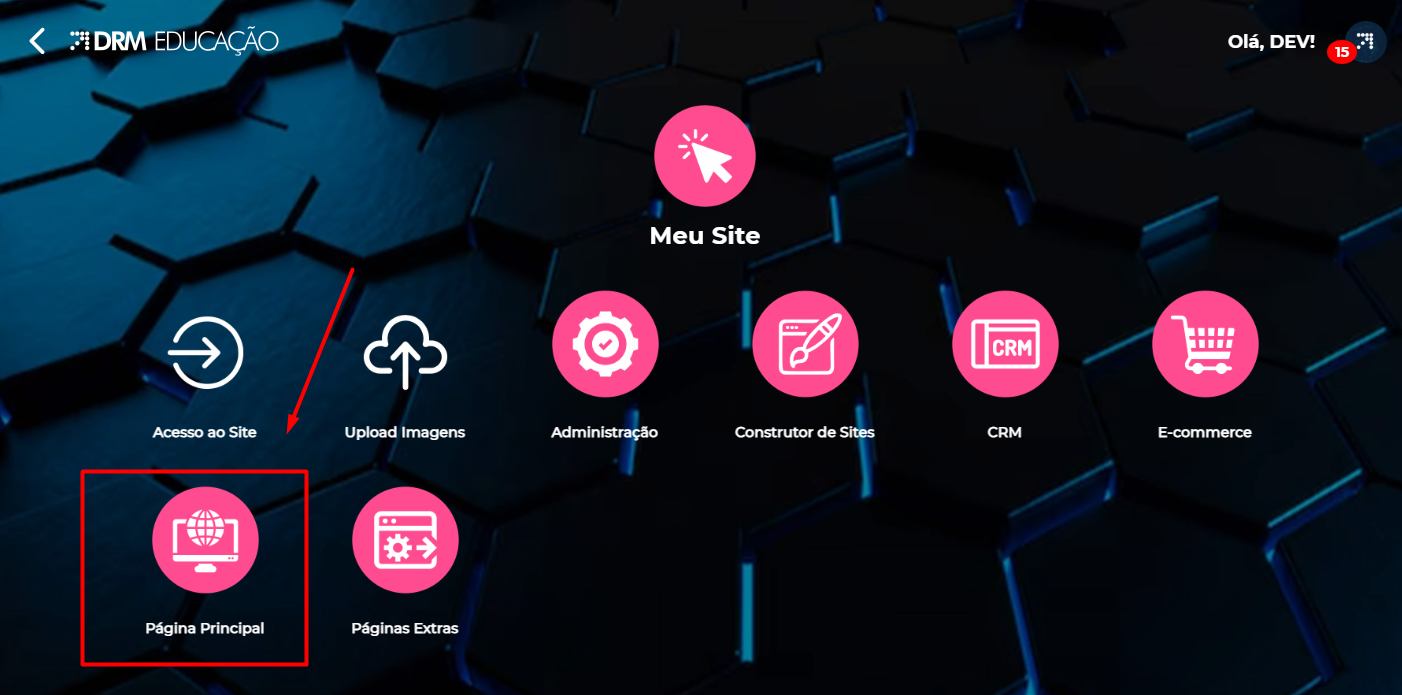 DRM EDUCAÇÃO
Olá, DEV!
15
Meu Site
CRM
Acesso ao Site
Upload Imagens
Administração
Construtor de Sites
CRM
E-commerce
Página Principal
Páginas Extras